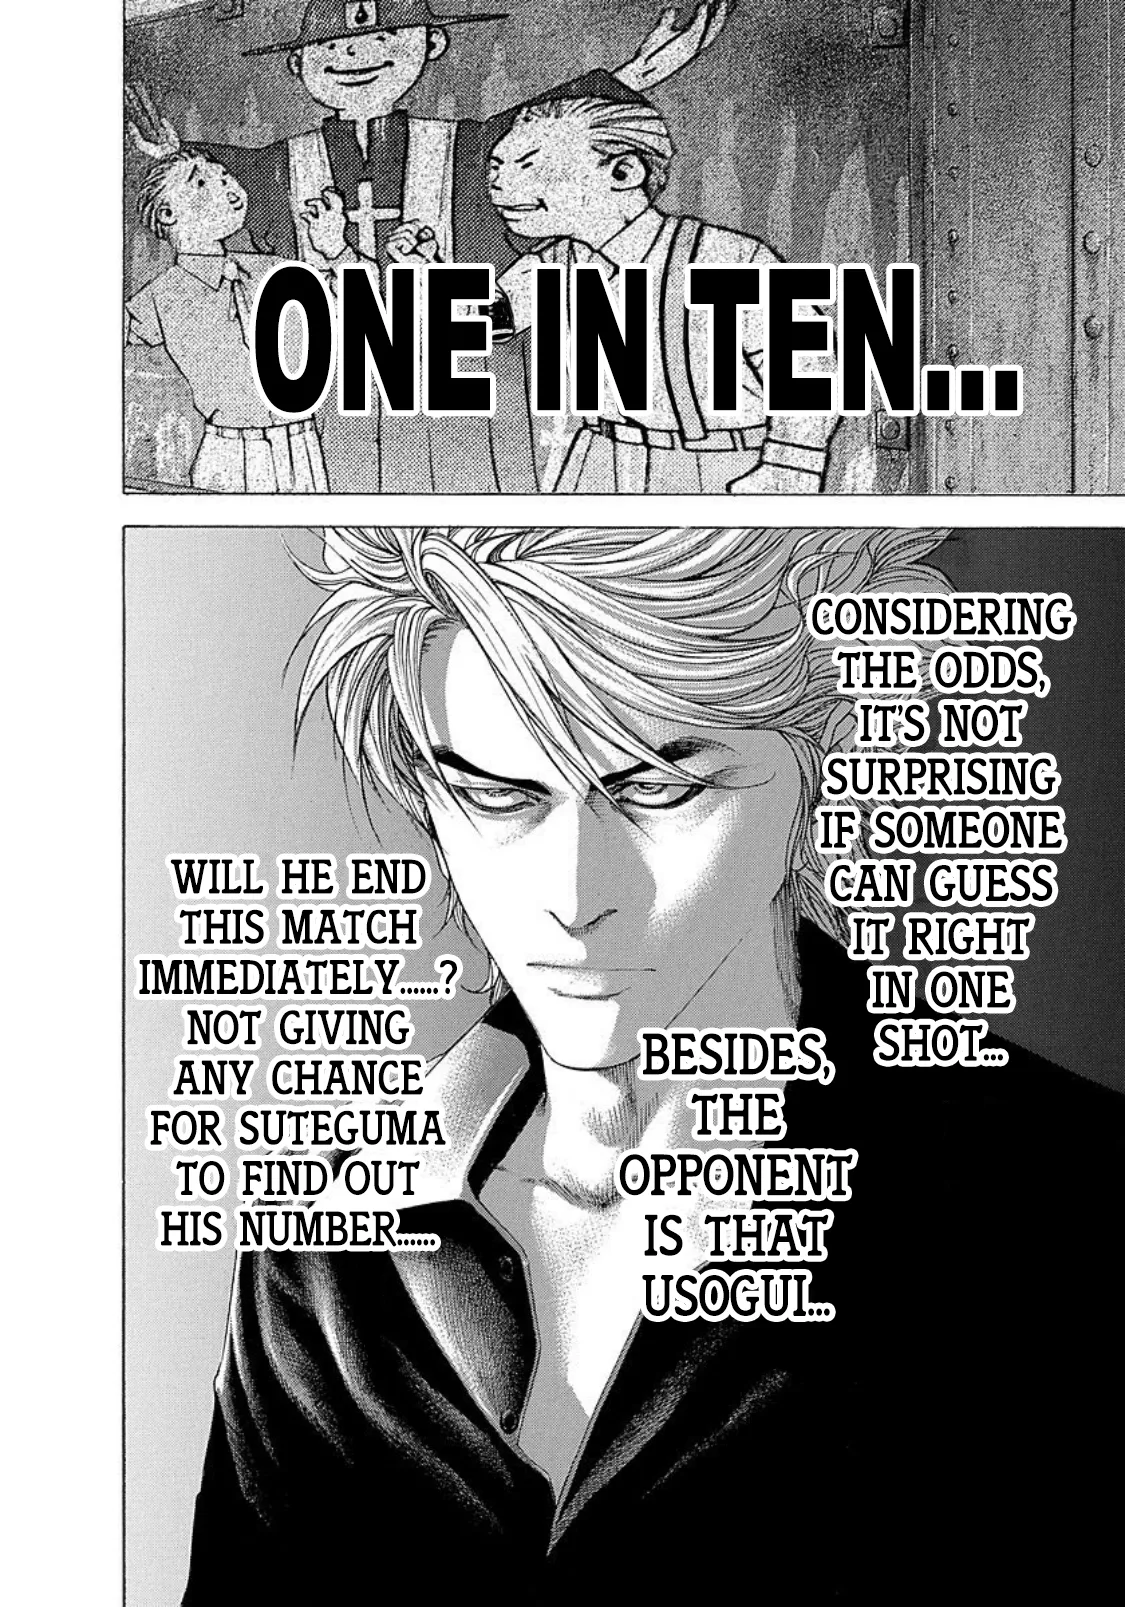 ONE IN TEN...
CONSIDERING
THE ODDS,
IT'S NOT
SURPRISING
IF SOMEONE
CAN GUESS
IT RIGHT
IN ONE
SHOT...
BESIDES,
THE
OPPONENT
IS THAT
USOGUI...
WILL HE END
THIS MATCH
IMMEDIATELY......?
NOT GIVING
ANY CHANCE
FOR SUTEGUMA
TO FIND OUT
HIS NUMBER......